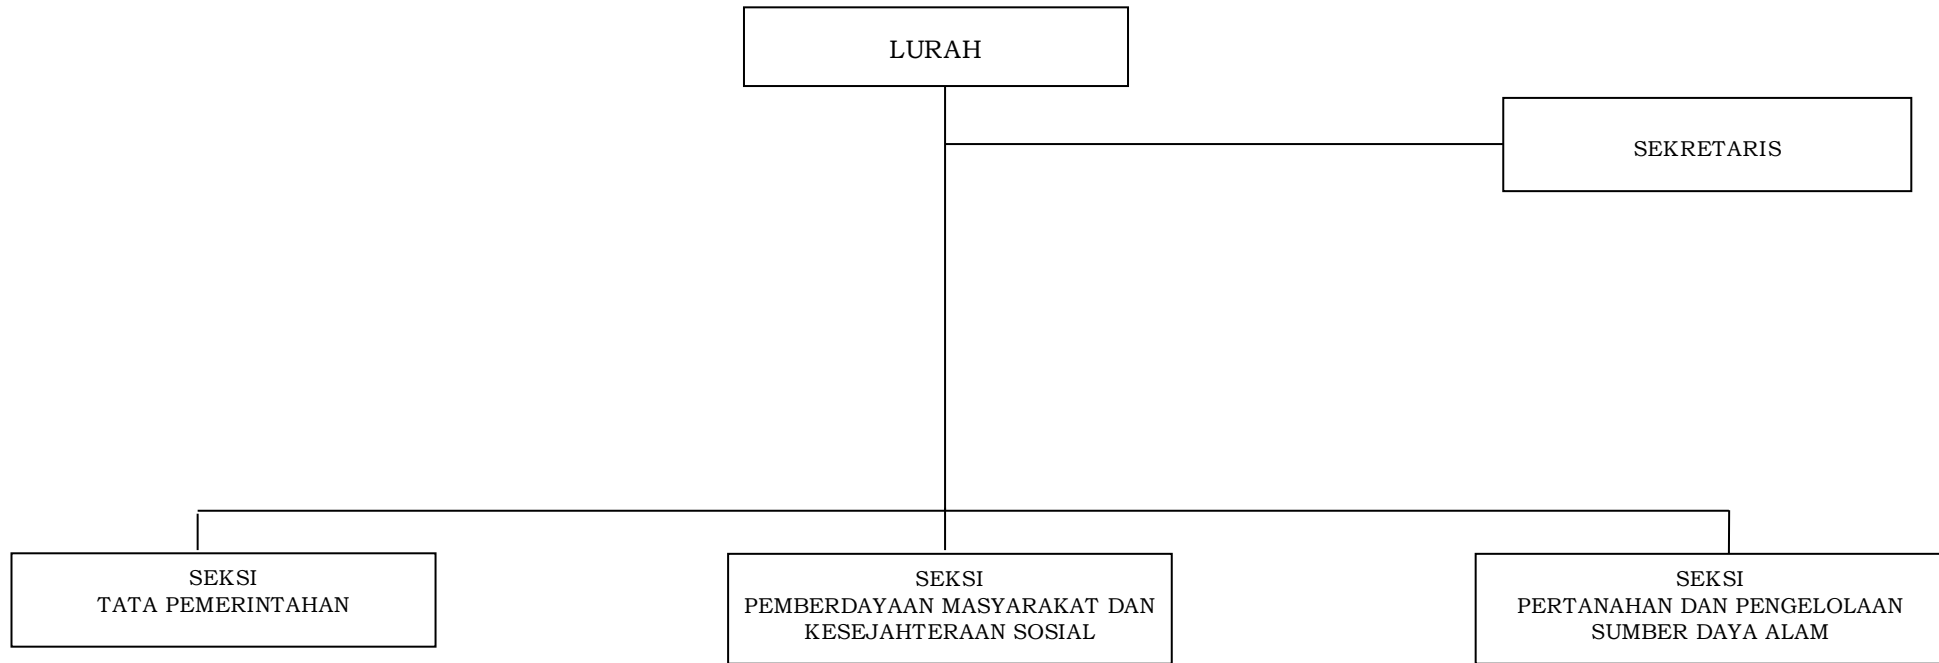 LURAH
SEKRETARIS
SEKSI
TATA PEMERINTAHAN
SEKSI
PEMBERDAYAAN MASYARAKAT DAN
KESEJAHTERAAN SOSIAL
SEKSI
PERTANAHAN DAN PENGELOLAAN
SUMBER DAYA ALAM